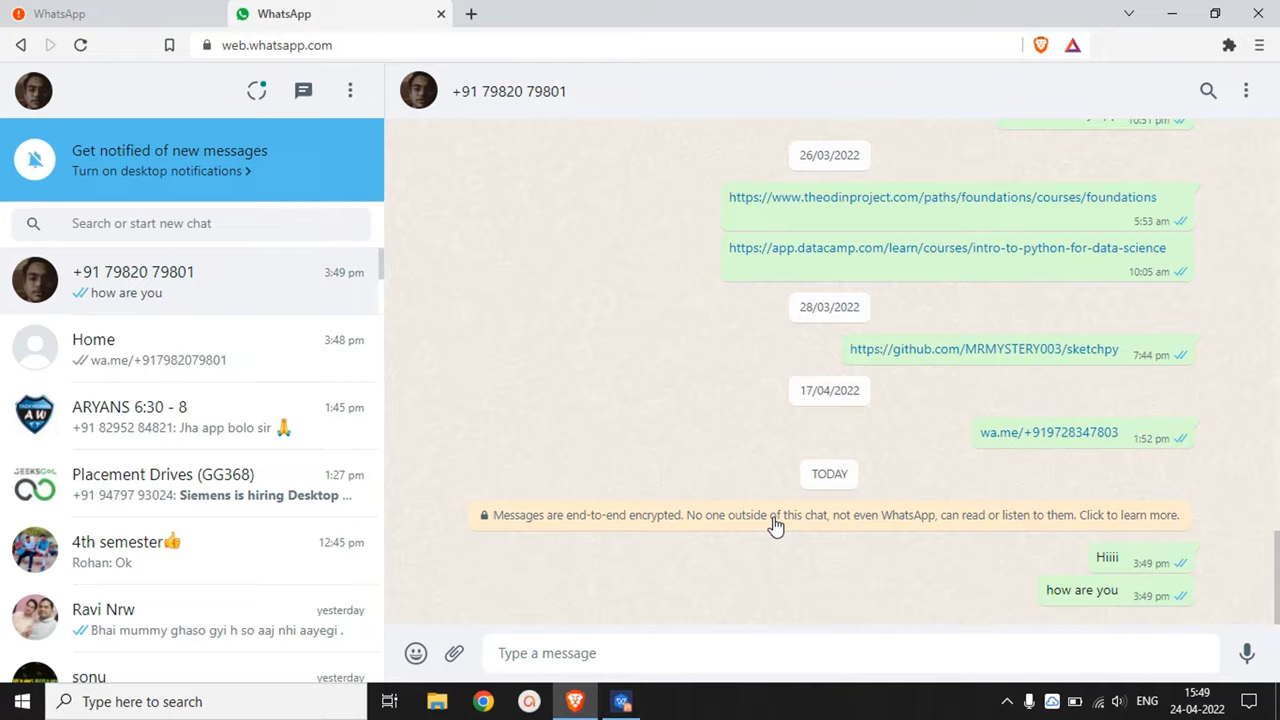 WhatsApp
WhatsApp
web.whatsapp.com
+91 79820 79801
Get notified of new messages
Turn on desktop notifications >
Search or start new chat
+91 79820 79801
3:49 pm
how are you
Home
3:48 pm
wa.me/+917982079801
ARYANS 6:30 - 8
1:45 pm
+91 82952 84821: Jha app bolo sir 🙏
Placement Drives (GG368)
1:27 pm
+91 94797 93024: Siemens is hiring Desktop ...
4th semester👍
12:45 pm
Rohan: Ok
Ravi Nrw
yesterday
Bhai mummy ghaso gyi h so aaj nhi aayegi .
sonu
yesterday
10:51 pm
26/03/2022
https://www.theodinproject.com/paths/foundations/courses/foundations
5:53 am
https://app.datacamp.com/learn/courses/intro-to-python-for-data-science
10:05 am
28/03/2022
https://github.com/MRMYSTERY003/sketchpy
7:44 pm
17/04/2022
wa.me/+919728347803
1:52 pm
TODAY
Messages are end-to-end encrypted. No one outside of this chat, not even WhatsApp, can read or listen to them. Click to learn more.
Hiiii
3:49 pm
how are you
3:49 pm
Type a message
Type here to search
ENG
15:49
24-04-2022